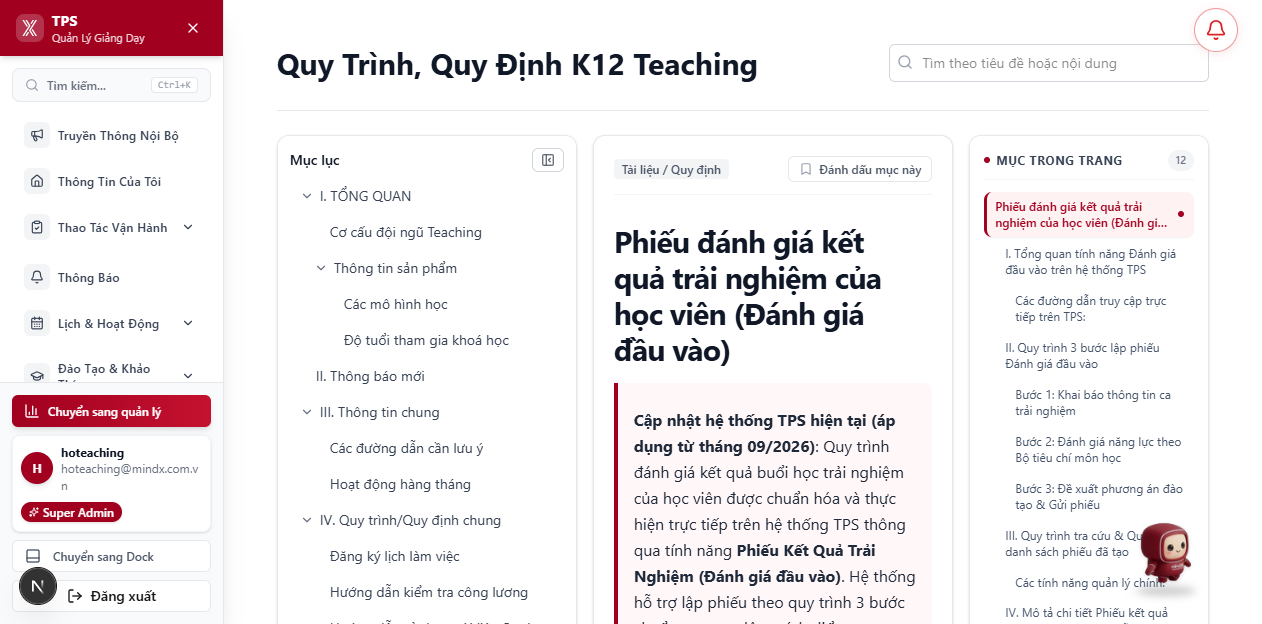 TPS
Quản Lý Giảng Dạy
Tìm kiếm...
Ctrl+K
Truyền Thông Nội Bộ
Thông Tin Của Tôi
Thao Tác Vận Hành
Thông Báo
Lịch & Hoạt Động
Đào Tạo & Khảo
Chuyển sang quản lý
H
hoteaching
hoteaching@mindx.com.v
n
Super Admin
Chuyển sang Dock
N
Đăng xuất
Quy Trình, Quy Định K12 Teaching
Tìm theo tiêu đề hoặc nội dung
Mục lục
I. TỔNG QUAN
Cơ cấu đội ngũ Teaching
Thông tin sản phẩm
Các mô hình học
Độ tuổi tham gia khoá học
II. Thông báo mới
III. Thông tin chung
Các đường dẫn cần lưu ý
Hoạt động hàng tháng
IV. Quy trình/Quy định chung
Đăng ký lịch làm việc
Hướng dẫn kiểm tra công lương
Tài liệu / Quy định
Đánh dấu mục này
Phiếu đánh giá kết
quả trải nghiệm của
học viên (Đánh giá
đầu vào)
Cập nhật hệ thống TPS hiện tại (áp
dụng từ tháng 09/2026): Quy trình
đánh giá kết quả buổi học trải nghiệm
của học viên được chuẩn hóa và thực
hiện trực tiếp trên hệ thống TPS thông
qua tính năng Phiếu Kết Quả Trải
Nghiệm (Đánh giá đầu vào). Hệ thống
hỗ trợ lập phiếu theo quy trình 3 bước
MỤC TRONG TRANG
12
Phiếu đánh giá kết quả trải
nghiệm của học viên (Đánh gi...
I. Tổng quan tính năng Đánh giá
đầu vào trên hệ thống TPS
Các đường dẫn truy cập trực
tiếp trên TPS:
II. Quy trình 3 bước lập phiếu
Đánh giá đầu vào
Bước 1: Khai báo thông tin ca
trải nghiệm
Bước 2: Đánh giá năng lực theo
Bộ tiêu chí môn học
Bước 3: Đề xuất phương án đào
tạo & Gửi phiếu
III. Quy trình tra cứu &
danh sách phiếu đã tạo
Các tính năng quản lý chính:
IV. Mô tả chi tiết Phiếu kết quả